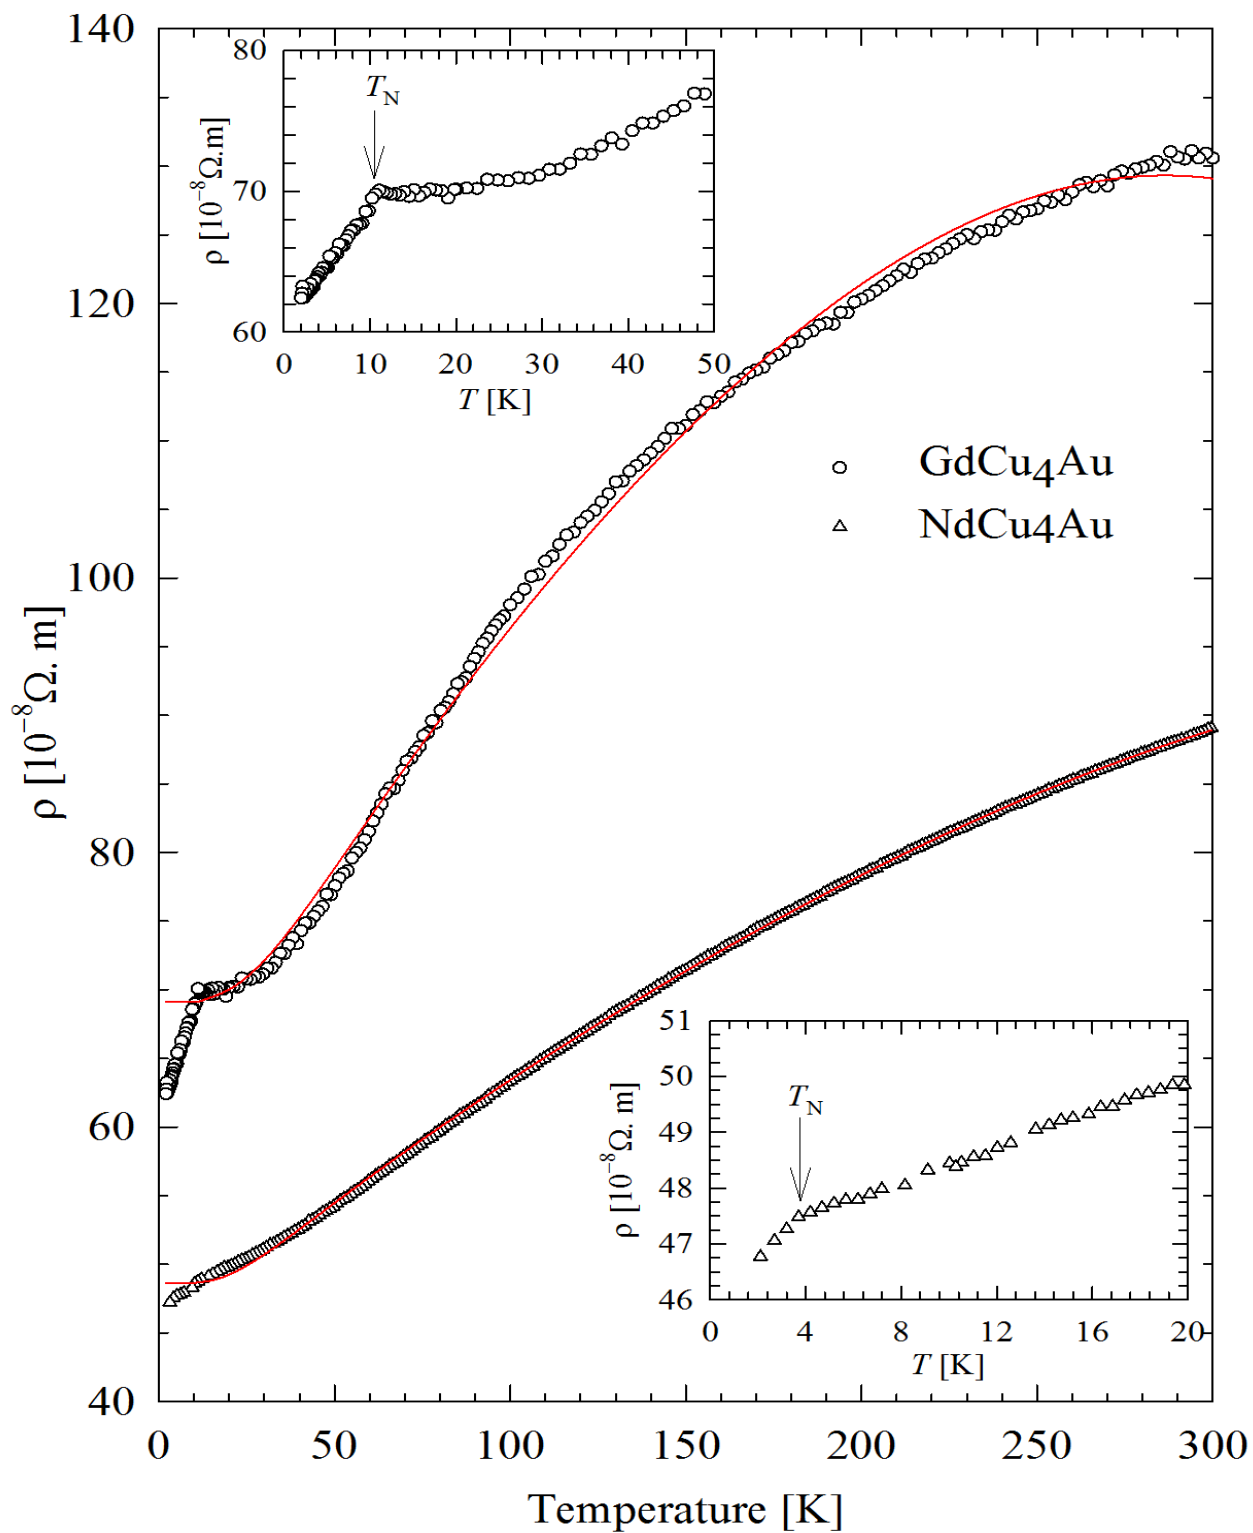 140
120
100
80
60
40
ρ [10⁻⁸Ω. m]
0 50 100 150 200 250 300
Temperature [K]
80
70
60
ρ [10⁻⁸Ω.m]
T_N
0 10 20 30 40 50
T [K]
GdCu₄Au
NdCu₄Au
51
50
49
48
47
46
ρ [10⁻⁸Ω. m]
T_N
0 4 8 12 16 20
T [K]